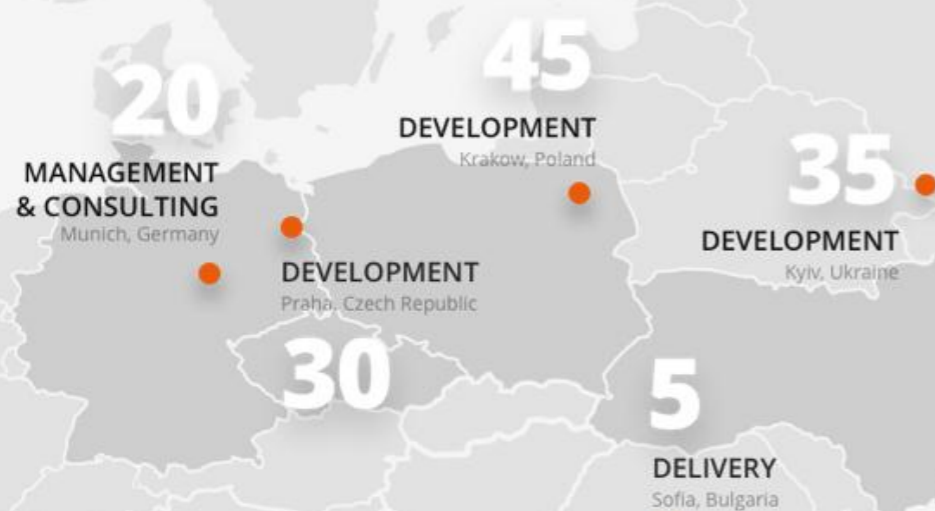 20
MANAGEMENT
& CONSULTING
Munich, Germany
45
DEVELOPMENT
Krakow, Poland
35
DEVELOPMENT
Kyiv, Ukraine
DEVELOPMENT
Praha. Czech Republic
30
5
DELIVERY
Sofia, Bulgaria